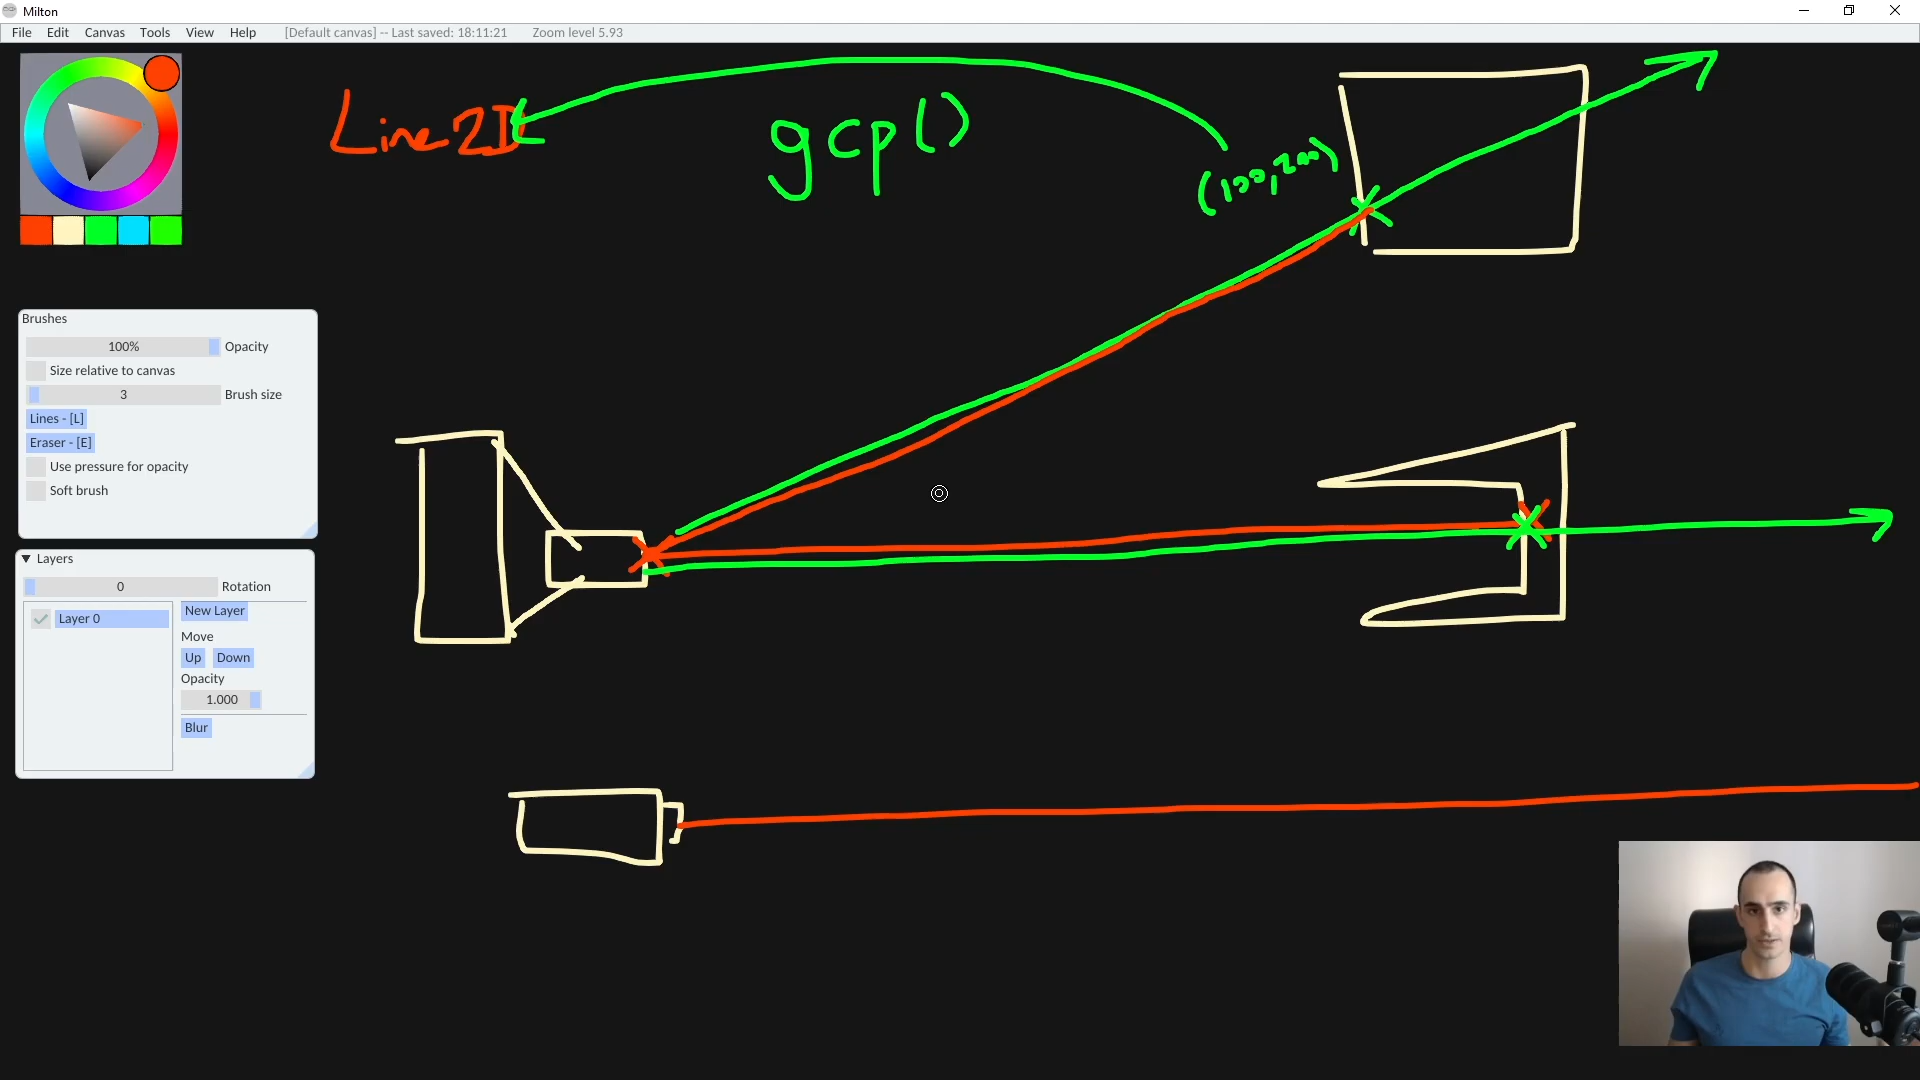 Milton
File Edit Canvas Tools View Help [Default canvas] -- Last saved: 18:11:21 Zoom level 5.93
Line2D
gcp()
(100,200)
Brushes
100% Opacity
Size relative to canvas
3 Brush size
Lines - [L]
Eraser - [E]
Use pressure for opacity
Soft brush
Layers
0 Rotation
Layer 0
New Layer
Move
Up Down
Opacity
1.000
Blur